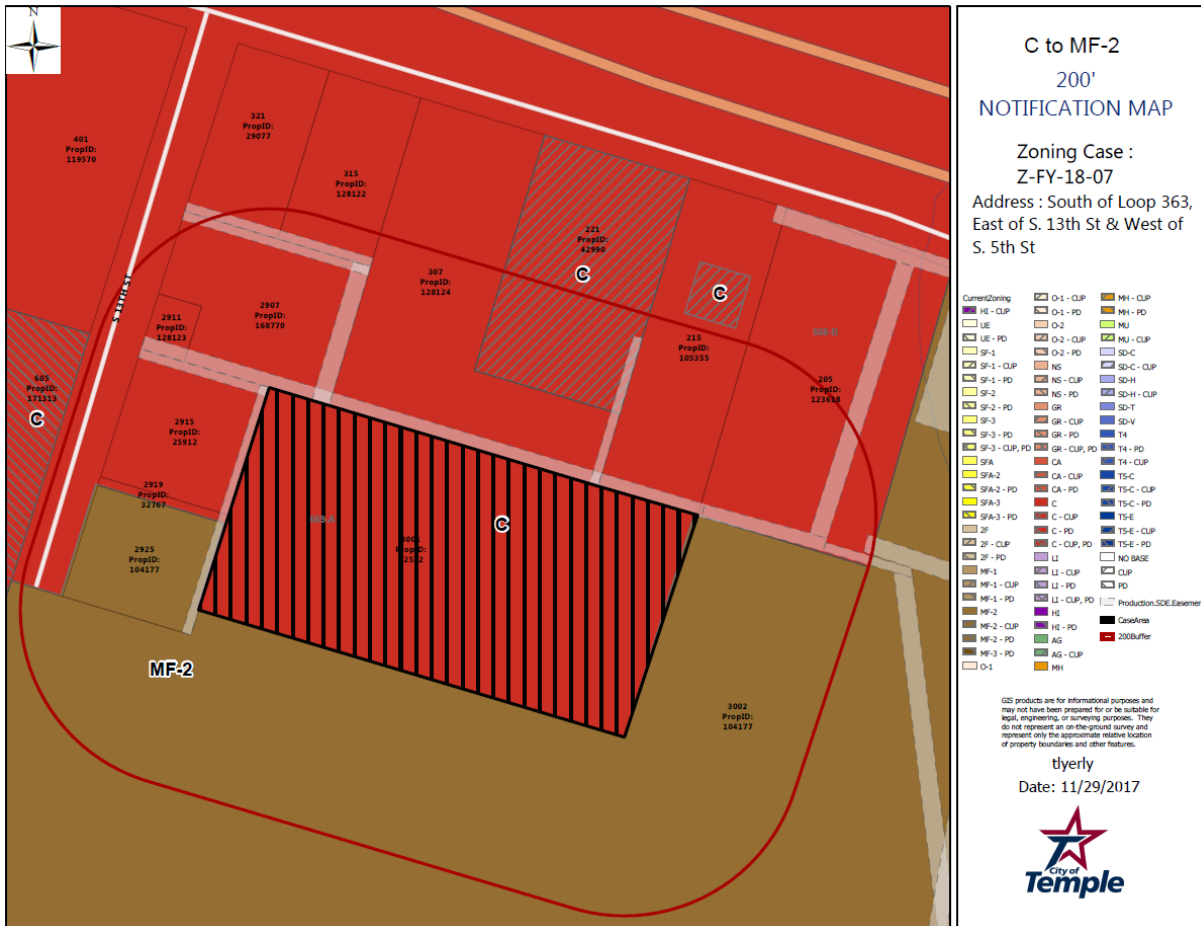 N
401
PropID:
119570
321
PropID:
29077
315
PropID:
128122
221
PropID:
42990
C
C
307
PropID:
128124
S 13TH ST
2907
PropID:
168770
2911
PropID:
128123
215
PropID:
105355
668-D
205
PropID:
123618
605
PropID:
171313
C
2915
PropID:
25912
2919
PropID:
32767
2925
PropID:
104177
669-A
C
3001
PropID:
MF-2
3002
PropID:
104177
C to MF-2
200'
NOTIFICATION MAP
Zoning Case :
Z-FY-18-07
Address : South of Loop 363,
East of S. 13th St & West of
S. 5th St
CurrentZoning
HI - CUP
UE
UE - PD
SF-1
SF-1 - CUP
SF-1 - PD
SF-2
SF-2 - PD
SF-3
SF-3 - PD
SF-3 - CUP, PD
SFA
SFA-2
SFA-2 - PD
SFA-3
SFA-3 - PD
2F
2F - CUP
2F - PD
MF-1
MF-1 - CUP
MF-1 - PD
MF-2
MF-2 - CUP
MF-2 - PD
MF-3 - PD
O-1
O-1 - CUP
O-1 - PD
O-2
O-2 - CUP
O-2 - PD
NS
NS - CUP
NS - PD
GR
GR - CUP
GR - PD
GR - CUP, PD
CA
CA - CUP
CA - PD
C
C - CUP
C - PD
C - CUP, PD
LI
LI - CUP
LI - PD
LI - CUP, PD
HI
HI - PD
AG
AG - CUP
MH
MH - CUP
MH - PD
MU
MU - CUP
SD-C
SD-C - CUP
SD-H
SD-H - CUP
SD-T
SD-V
T4
T4 - PD
T4 - CUP
T5-C
T5-C - CUP
T5-C - PD
T5-E
T5-E - CUP
T5-E - PD
NO BASE
CUP
PD
Production.SDE.Easemen
CaseArea
200Buffer
GIS products are for informational purposes and
may not have been prepared for or be suitable for
legal, engineering, or surveying purposes. They
do not represent an on-the-ground survey and
represent only the approximate relative location
of property boundaries and other features.
tlyerly
Date: 11/29/2017
City of
Temple